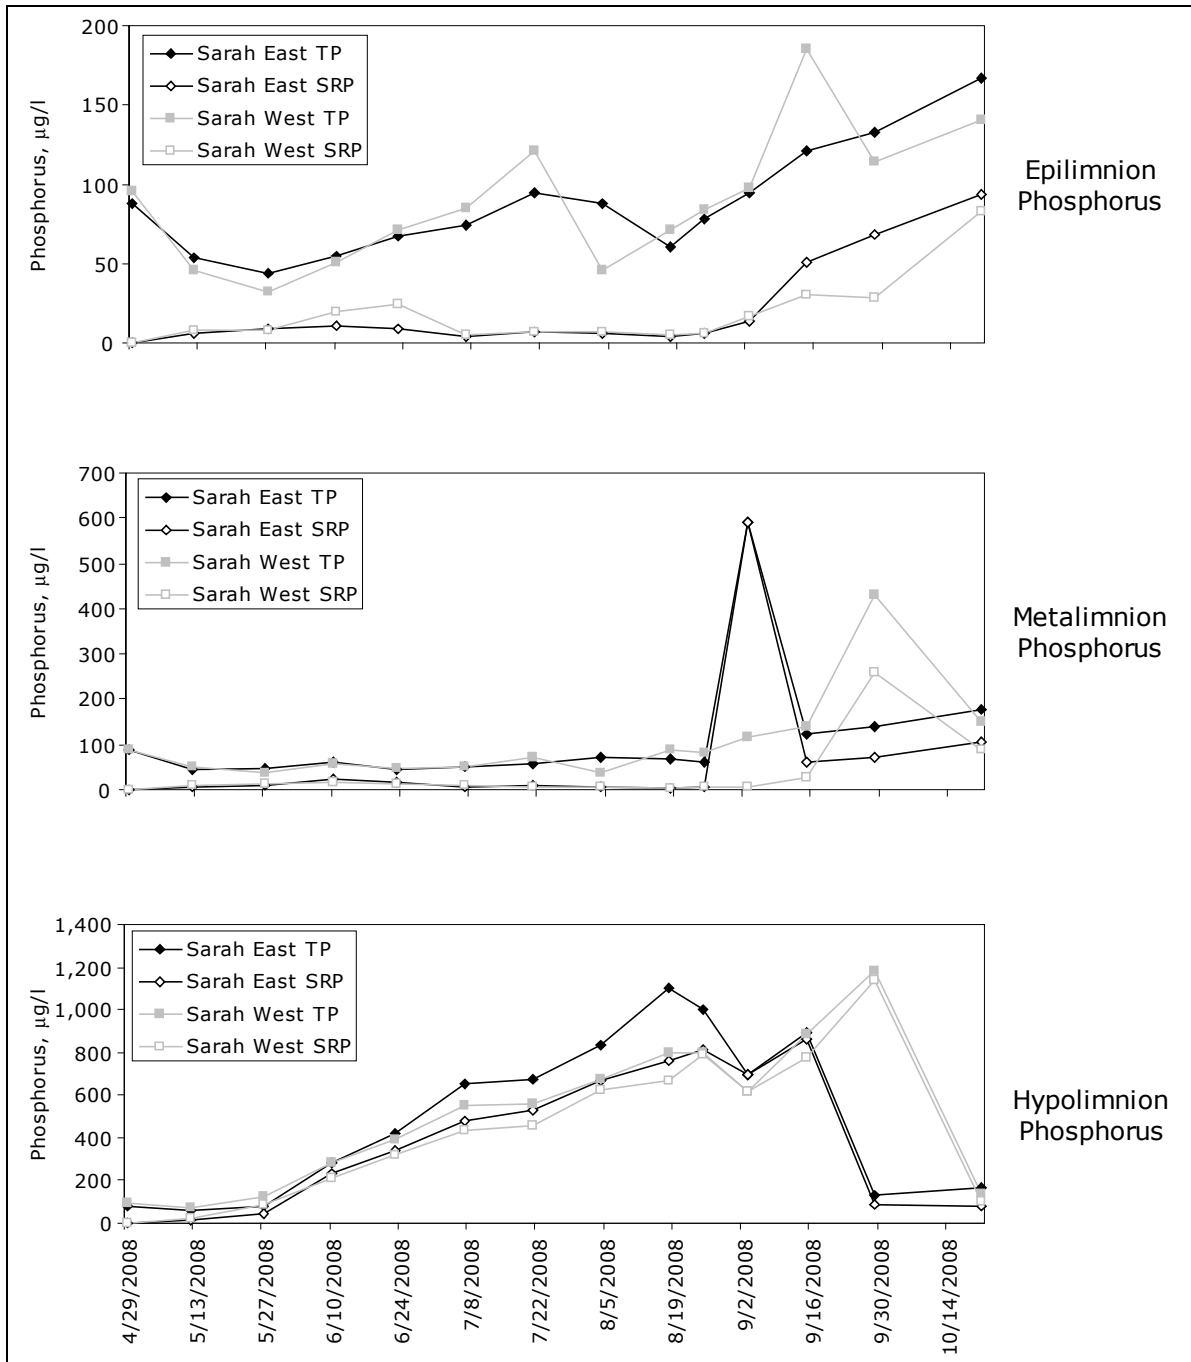 200
150
100
50
0
Phosphorus, µg/l
Sarah East TP
Sarah East SRP
Sarah West TP
Sarah West SRP
Epilimnion
Phosphorus
700
600
500
400
300
200
100
0
Phosphorus, µg/l
Sarah East TP
Sarah East SRP
Sarah West TP
Sarah West SRP
Metalimnion
Phosphorus
1,400
1,200
1,000
800
600
400
200
0
Phosphorus, µg/l
Sarah East TP
Sarah East SRP
Sarah West TP
Sarah West SRP
Hypolimnion
Phosphorus
4/29/2008
5/13/2008
5/27/2008
6/10/2008
6/24/2008
7/8/2008
7/22/2008
8/5/2008
8/19/2008
9/2/2008
9/16/2008
9/30/2008
10/14/2008